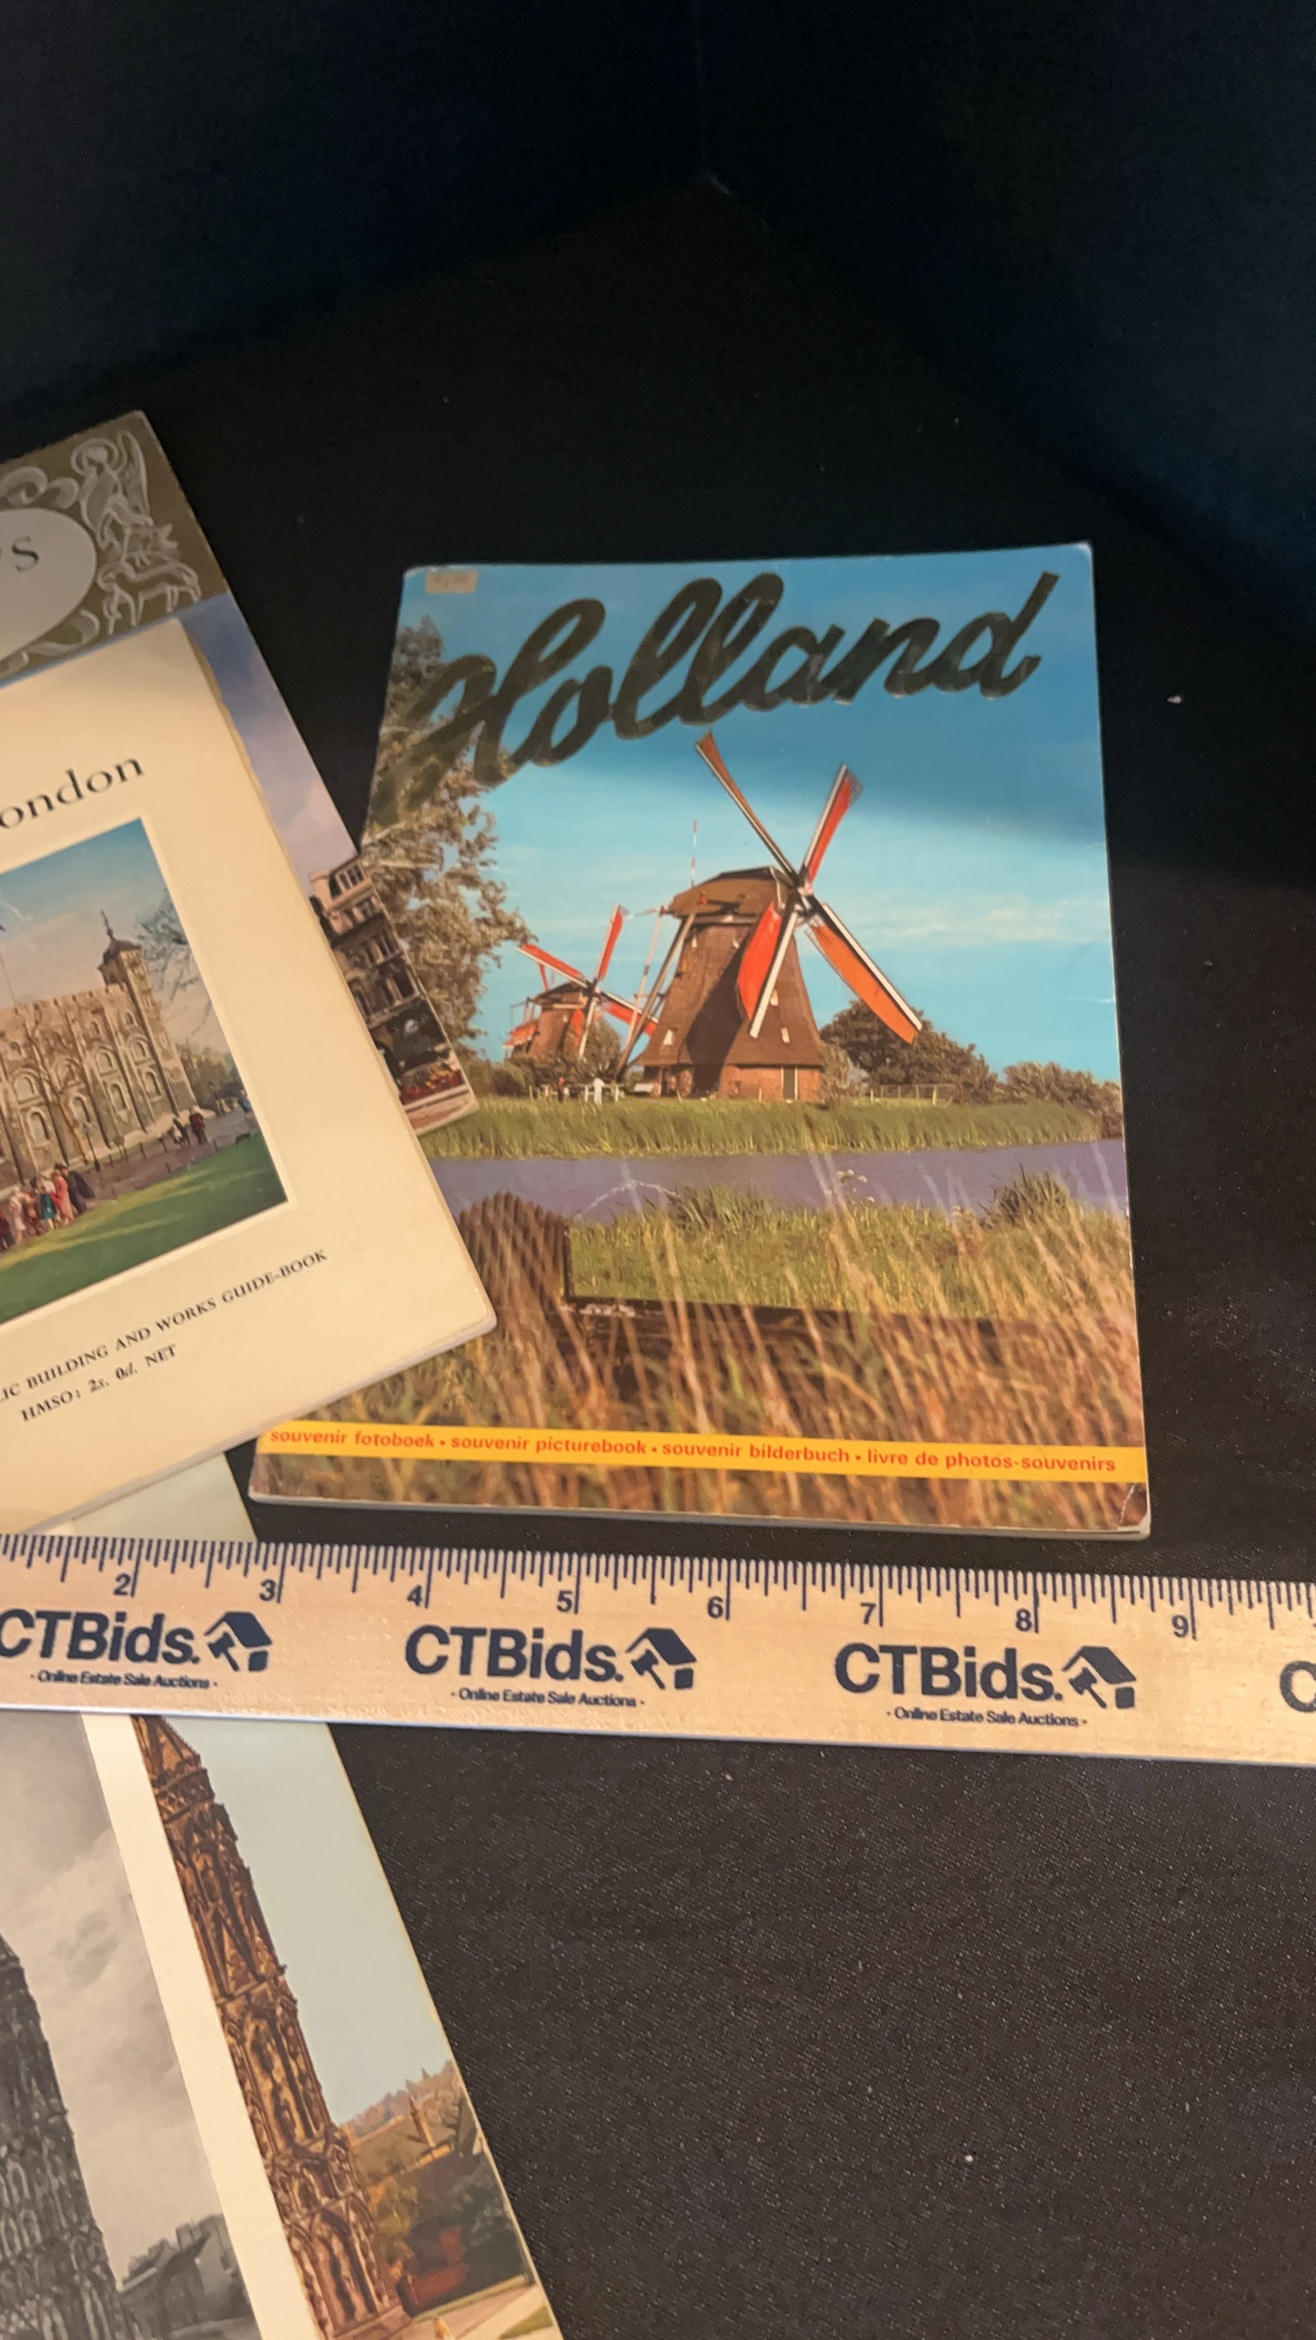 Holland
ondon
LIC BUILDING AND WORKS GUIDE-BOOK
HMSO: 2s. 0d. NET
souvenir fotoboek • souvenir picturebook • souvenir bilderbuch • livre de photos-souvenirs
2 3 4 5 6 7 8 9
CTBids. CTBids. CTBids. C
- Online Estate Sale Auctions - - Online Estate Sale Auctions - - Online Estate Sale Auctions -